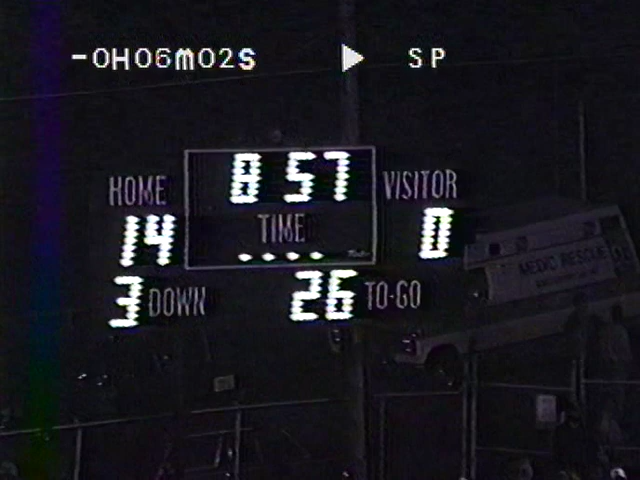 -0H06M02S ▶ SP
8 57
HOME VISITOR
TIME
14 0
3 DOWN 26 TO-GO
MEDIC RESCUE